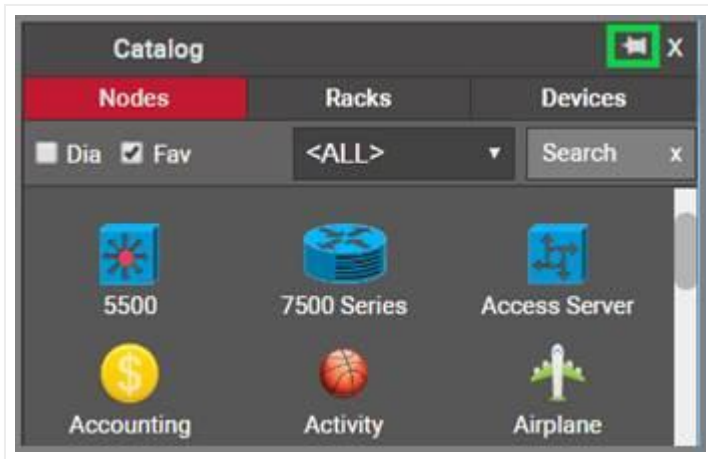 Catalog X
Nodes Racks Devices
Dia Fav <ALL> Search x
5500 7500 Series Access Server
$
Accounting Activity Airplane